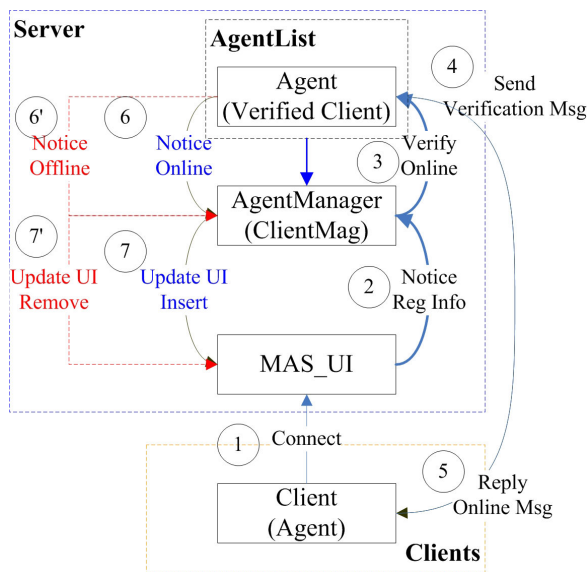 Server
AgentList
Agent
(Verified Client)
4
Send
Verification Msg
6'
6
Notice
Offline
Notice
Online
3
Verify
Online
AgentManager
(ClientMag)
7'
7
Update UI
Remove
Update UI
Insert
2
Notice
Reg Info
MAS_UI
1
Connect
5
Reply
Online Msg
Client
(Agent)
Clients